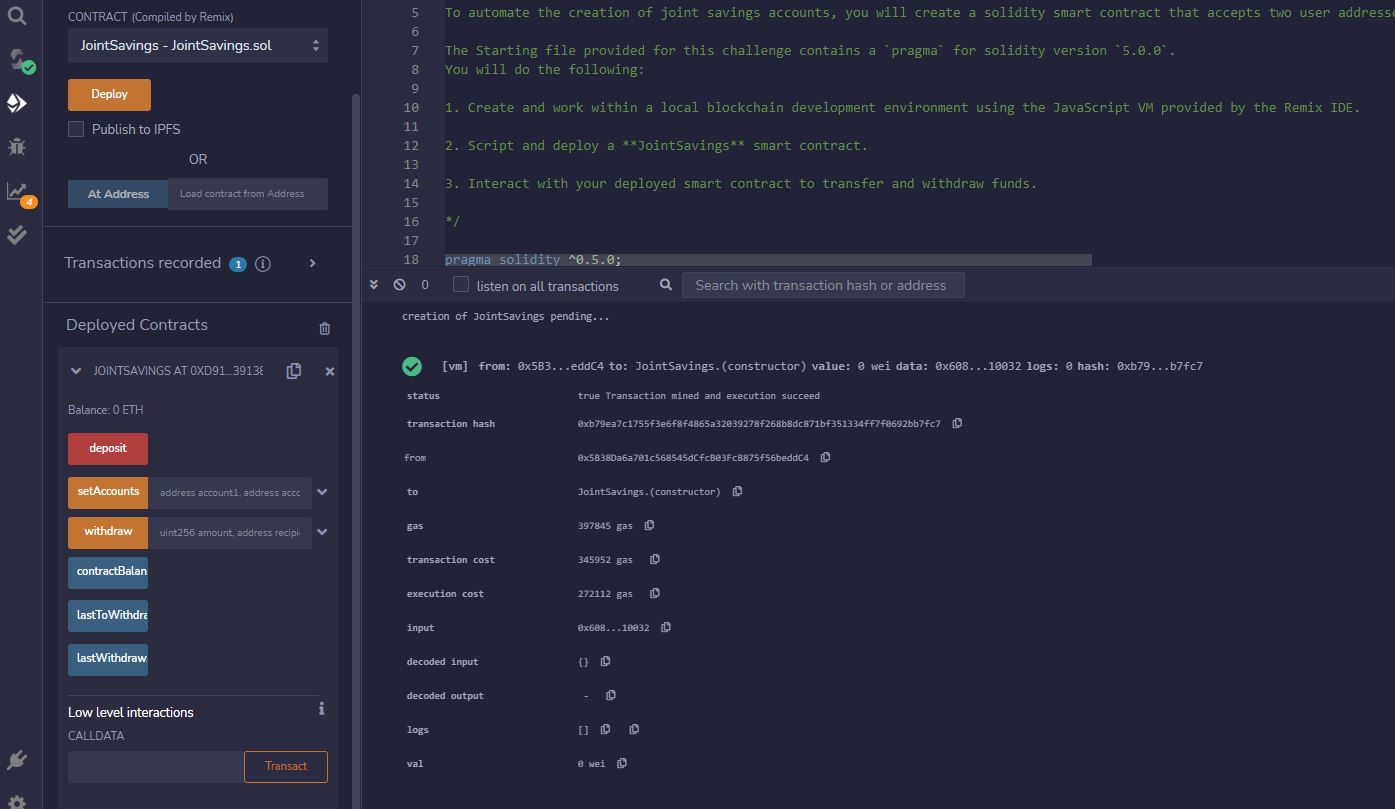 CONTRACT (Compiled by Remix)
JointSavings - JointSavings.sol
Deploy
Publish to IPFS
OR
At Address
Load contract from Address
4
Transactions recorded 1 i
Deployed Contracts
JOINTSAVINGS AT 0XD91...39138
Balance: 0 ETH
deposit
setAccounts
address account1, address acco
withdraw
uint256 amount, address recipi
contractBalan
lastToWithdra
lastWithdraw
Low level interactions
i
CALLDATA
Transact
5 To automate the creation of joint savings accounts, you will create a solidity smart contract that accepts two user addresse
6
7 The Starting file provided for this challenge contains a `pragma` for solidity version `5.0.0`.
8 You will do the following:
9
10 1. Create and work within a local blockchain development environment using the JavaScript VM provided by the Remix IDE.
11
12 2. Script and deploy a **JointSavings** smart contract.
13
14 3. Interact with your deployed smart contract to transfer and withdraw funds.
15
16 */
17
18 pragma solidity ^0.5.0;
0 listen on all transactions
Search with transaction hash or address
creation of JointSavings pending...
[vm] from: 0x5B3...eddC4 to: JointSavings.(constructor) value: 0 wei data: 0x608...10032 logs: 0 hash: 0xb79...b7fc7
status true Transaction mined and execution succeed
transaction hash 0xb79ea7c1755f3e6f8f4865a32039278f268b8dc871bf351334ff7f0692bb7fc7
from 0x5B38Da6a701c568545dCfcB03FcB875f56beddC4
to JointSavings.(constructor)
gas 397845 gas
transaction cost 345952 gas
execution cost 272112 gas
input 0x608...10032
decoded input {}
decoded output -
logs []
val 0 wei